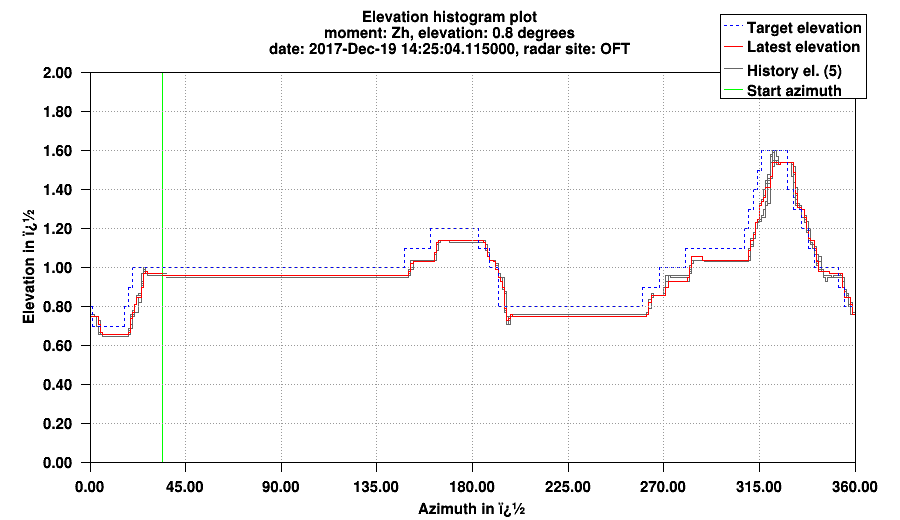 Elevation histogram plot
moment: Zh, elevation: 0.8 degrees
date: 2017-Dec-19 14:25:04.115000, radar site: OFT
Target elevation
Latest elevation
History el. (5)
Start azimuth
2.00
1.80
1.60
1.40
1.20
1.00
0.80
0.60
0.40
0.20
0.00
Elevation in ï¿½
0.00 45.00 90.00 135.00 180.00 225.00 270.00 315.00 360.00
Azimuth in ï¿½